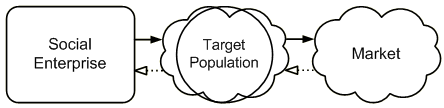 Social
Enterprise
Target
Population
Market